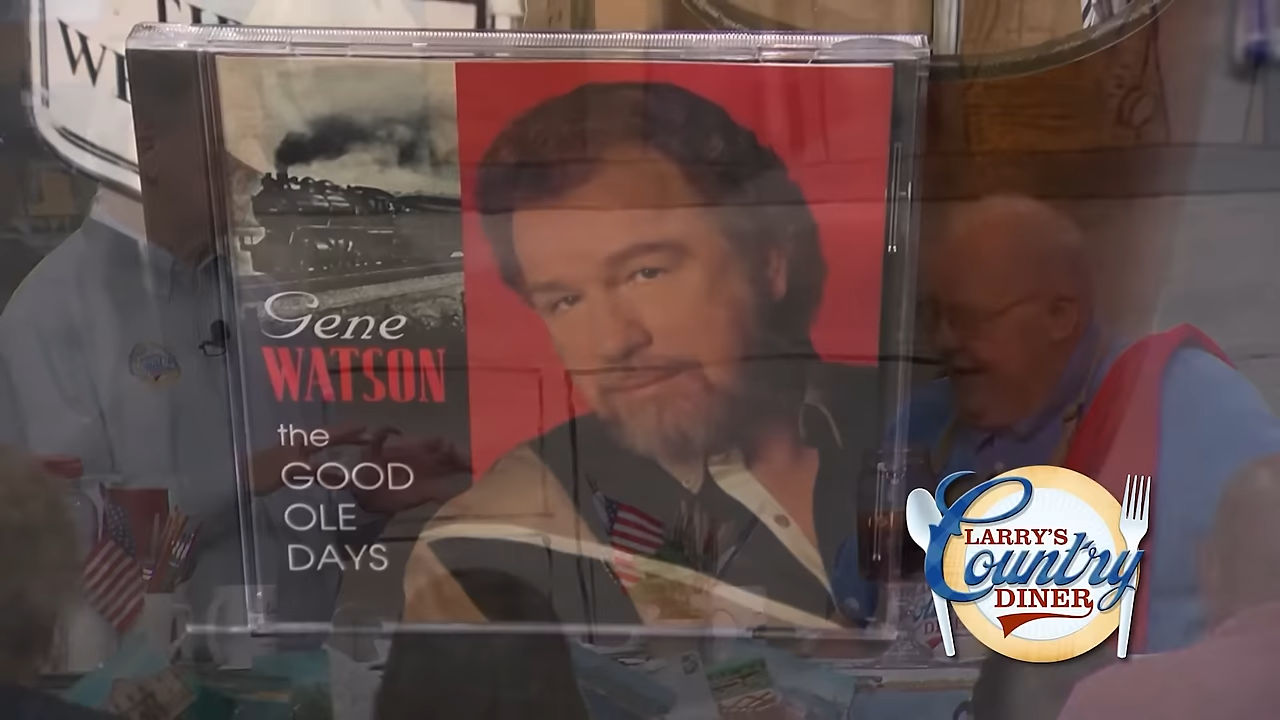 Gene
WATSON
the
GOOD
OLE
DAYS
LARRY'S
Country
DINER